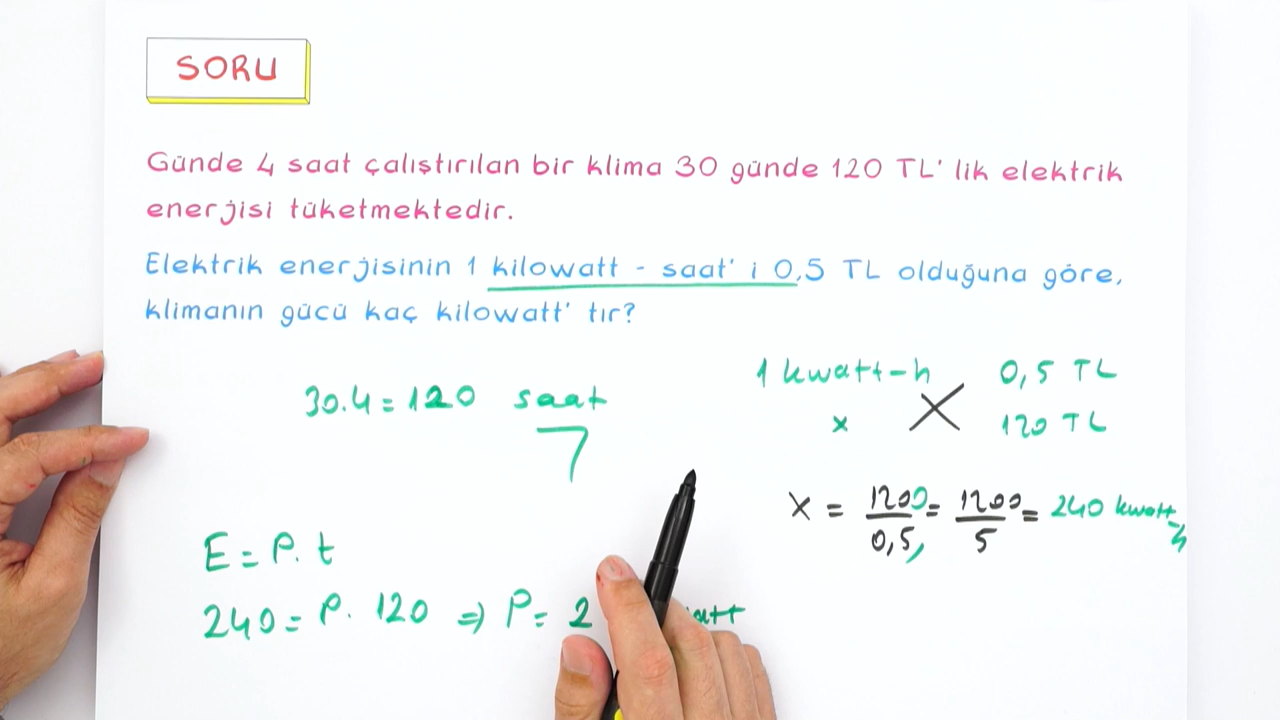 SORU
Günde 4 saat çalıştırılan bir klima 30 günde 120 TL' lik elektrik
enerjisi tüketmektedir.
Elektrik enerjisinin 1 kilowatt - saat' i 0,5 TL olduğuna göre,
klimanın gücü kaç kilowatt' tır?
30.4 = 120 saat
1 kwatt-h 0,5 TL
x 120 TL
x = 1200/0,5, = 1200/5 = 240 kwatt-h
E = P. t
240 = P. 120 ⇒ P = 2